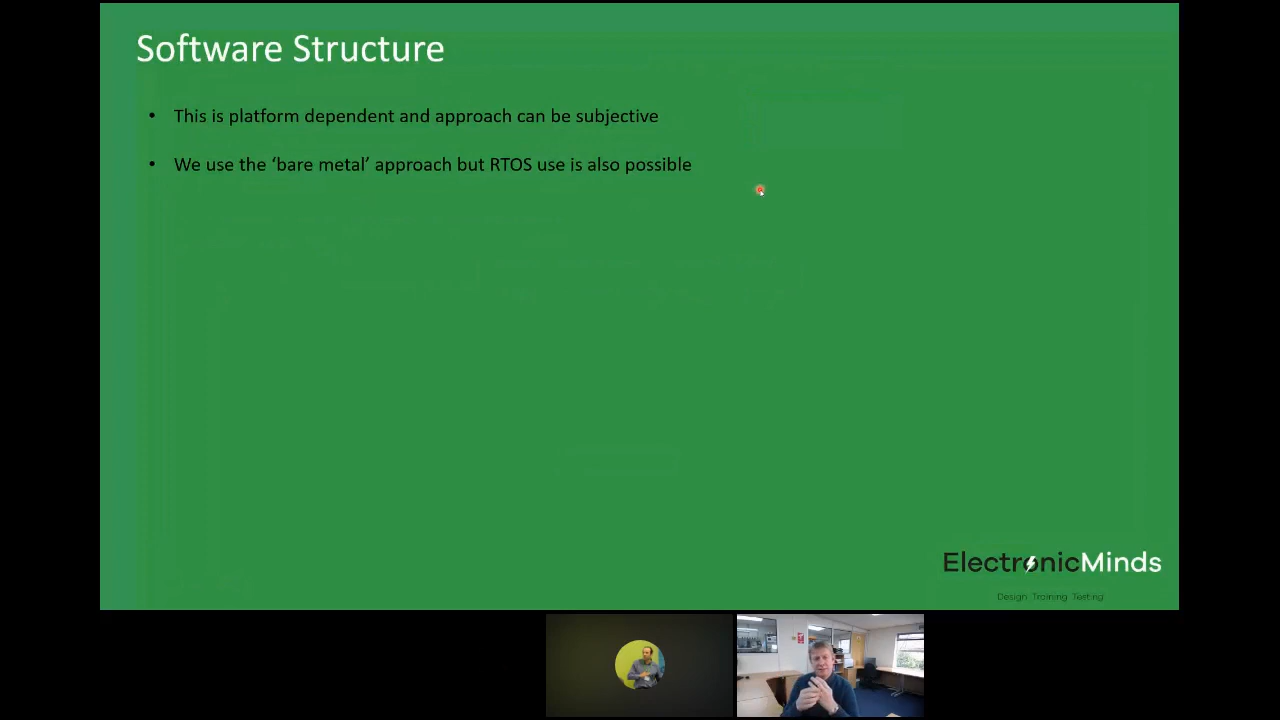 Software Structure
• This is platform dependent and approach can be subjective
• We use the ‘bare metal’ approach but RTOS use is also possible
ElectronicMinds
Design Training Testing